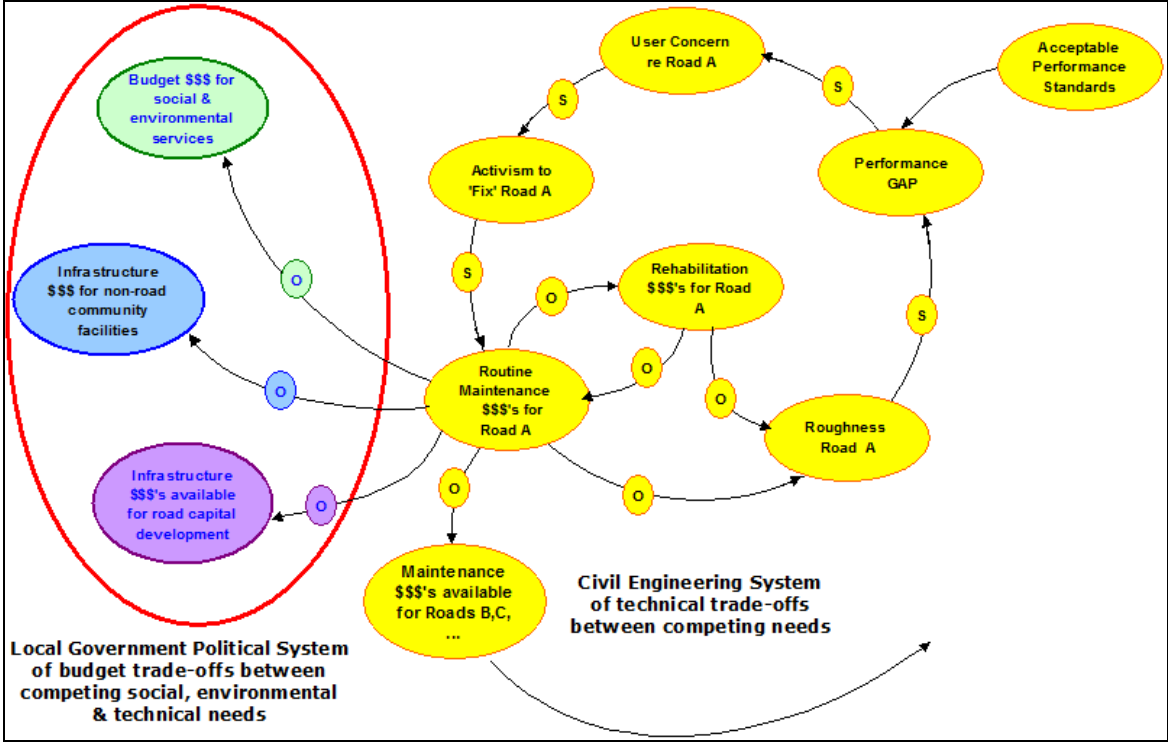 User Concern
re Road A
Acceptable
Performance
Standards
Budget $$$ for
social &
environmental
services
S
S
Activism to
'Fix' Road A
Performance
GAP
Infrastructure
$$$ for non-road
community
facilities
O
S
Rehabilitation
$$$'s for Road
A
O
S
O
O
O
Routine
Maintenance
$$$'s for
Road A
Roughness
Road A
Infrastructure
$$$'s available
for road capital
development
O
O
O
Maintenance
$$$'s available
for Roads B,C,
...
Civil Engineering System
of technical trade-offs
between competing needs
Local Government Political System
of budget trade-offs between
competing social, environmental
& technical needs